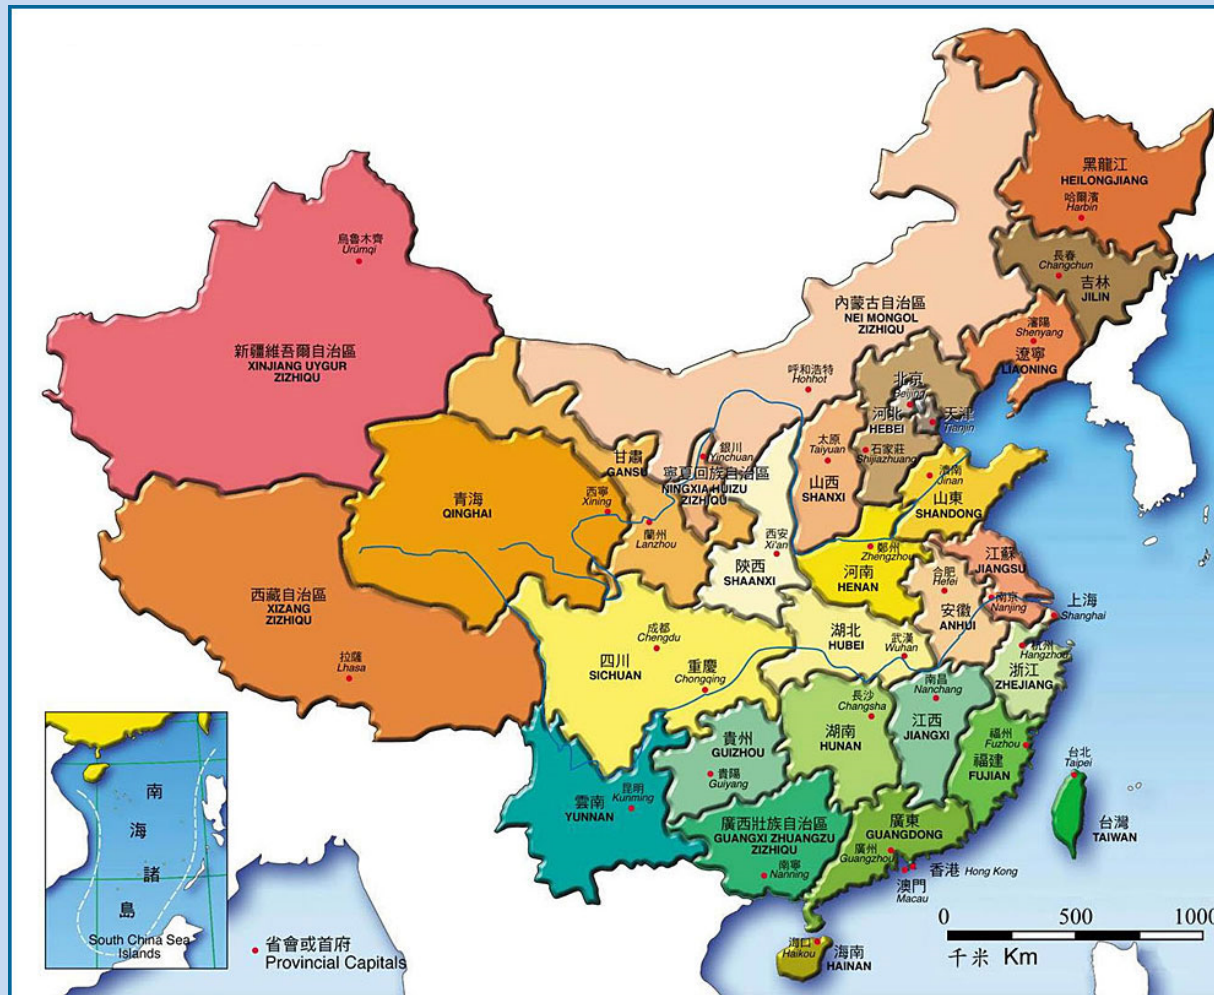 黑龍江
HEILONGJIANG
哈爾濱
Harbin
長春
Changchun
吉林
JILIN
瀋陽
Shenyang
遼寧
LIAONING
內蒙古自治區
NEI MONGOL
ZIZHIQU
呼和浩特
Hohhot
烏魯木齊
Urümqi
新疆維吾爾自治區
XINJIANG UYGUR
ZIZHIQU
北京
Beijing
天津
Tianjin
河北
HEBEI
石家莊
Shijiazhuang
太原
Taiyuan
山西
SHANXI
銀川
Yinchuan
寧夏回族自治區
NINGXIA HUIZU
ZIZHIQU
甘肅
GANSU
蘭州
Lanzhou
青海
QINGHAI
西寧
Xining
濟南
Jinan
山東
SHANDONG
西安
Xi'an
陝西
SHAANXI
鄭州
Zhengzhou
河南
HENAN
江蘇
JIANGSU
南京
Nanjing
合肥
Hefei
安徽
ANHUI
上海
Shanghai
西藏自治區
XIZANG
ZIZHIQU
拉薩
Lhasa
成都
Chengdu
四川
SICHUAN
重慶
Chongqing
湖北
HUBEI
武漢
Wuhan
杭州
Hangzhou
浙江
ZHEJIANG
長沙
Changsha
湖南
HUNAN
南昌
Nanchang
江西
JIANGXI
福州
Fuzhou
福建
FUJIAN
貴州
GUIZHOU
貴陽
Guiyang
昆明
Kunming
雲南
YUNNAN
廣西壯族自治區
GUANGXI ZHUANGZU
ZIZHIQU
南寧
Nanning
廣東
GUANGDONG
廣州
Guangzhou
香港 Hong Kong
澳門
Macau
台北
Taipei
台灣
TAIWAN
海口
Haikou
海南
HAINAN
南
海
諸
島
South China Sea
Islands
省會或首府
Provincial Capitals
0 500 1000
千米 Km